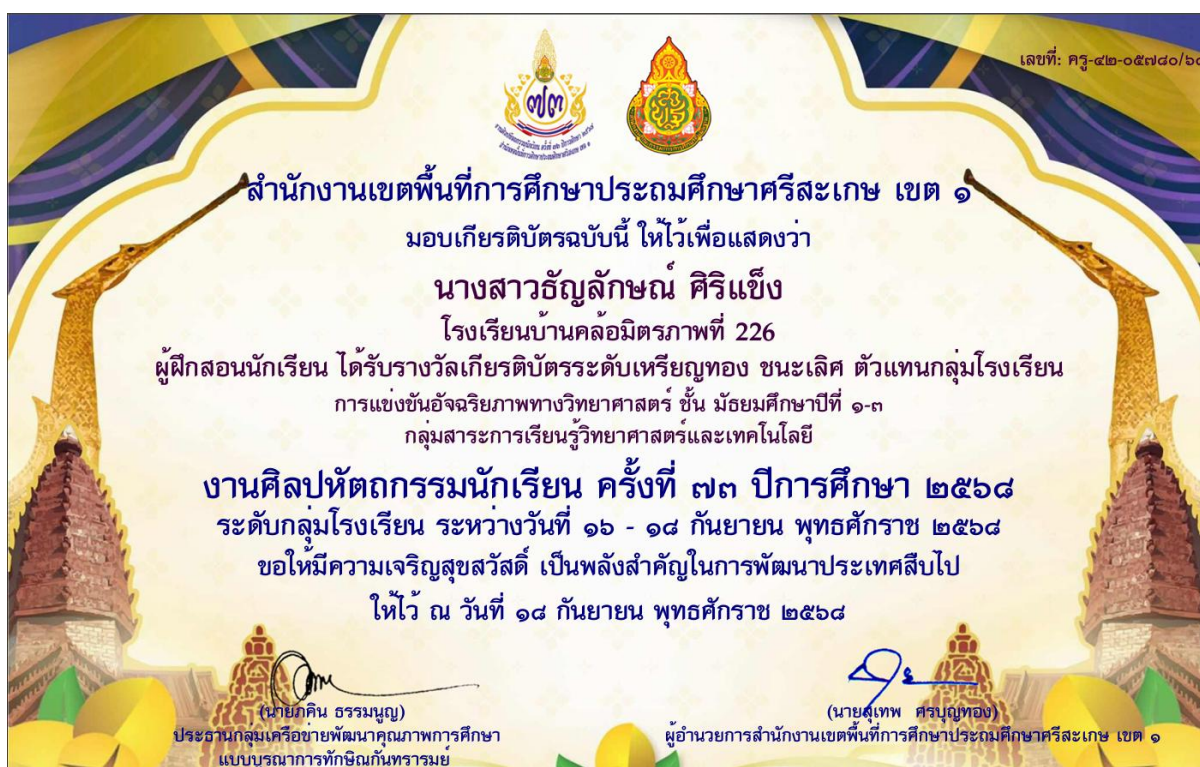 เลขที่: ครู-๔๒-๐๕๗๘๐/๖๘
๗๓
สำนักงานเขตพื้นที่การศึกษาประถมศึกษาศรีสะเกษ เขต ๑
มอบเกียรติบัตรฉบับนี้ ให้ไว้เพื่อแสดงว่า
นางสาวธัญลักษณ์ ศิริแข็ง
โรงเรียนบ้านคล้อมิตรภาพที่ 226
ผู้ฝึกสอนนักเรียน ได้รับรางวัลเกียรติบัตรระดับเหรียญทอง ชนะเลิศ ตัวแทนกลุ่มโรงเรียน
การแข่งขันอัจฉริยภาพทางวิทยาศาสตร์ ชั้น มัธยมศึกษาปีที่ ๑-๓
กลุ่มสาระการเรียนรู้วิทยาศาสตร์และเทคโนโลยี
งานศิลปหัตถกรรมนักเรียน ครั้งที่ ๗๓ ปีการศึกษา ๒๕๖๘
ระดับกลุ่มโรงเรียน ระหว่างวันที่ ๑๖ - ๑๘ กันยายน พุทธศักราช ๒๕๖๘
ขอให้มีความเจริญสุขสวัสดิ์ เป็นพลังสำคัญในการพัฒนาประเทศสืบไป
ให้ไว้ ณ วันที่ ๑๘ กันยายน พุทธศักราช ๒๕๖๘
(นายภคิน ธรรมนูญ)
ประธานกลุ่มเครือข่ายพัฒนาคุณภาพการศึกษา
แบบบูรณาการทักษิณกันทรารมย์
(นายสุเทพ ศรบุญทอง)
ผู้อำนวยการสำนักงานเขตพื้นที่การศึกษาประถมศึกษาศรีสะเกษ เขต ๑